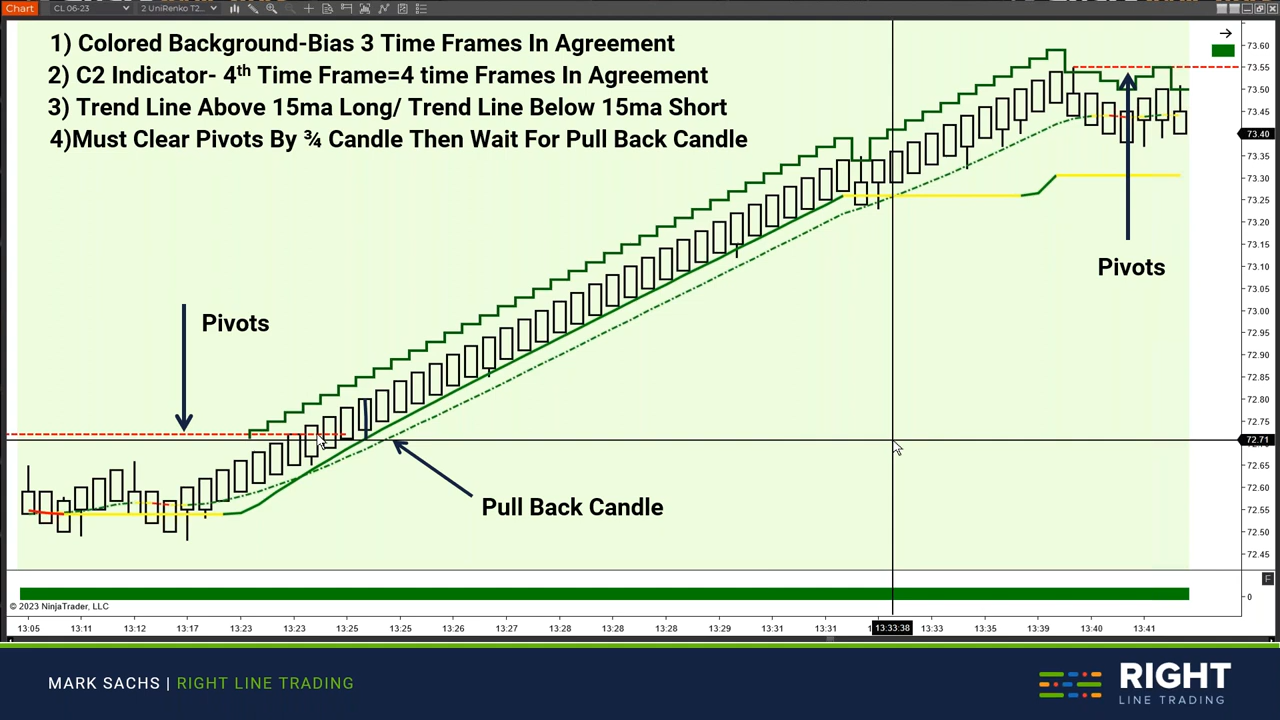 Chart
CL 06-23
2 UniRenko T2...
1) Colored Background-Bias 3 Time Frames In Agreement
2) C2 Indicator- 4th Time Frame=4 time Frames In Agreement
3) Trend Line Above 15ma Long/ Trend Line Below 15ma Short
4)Must Clear Pivots By ¾ Candle Then Wait For Pull Back Candle
Pivots
Pivots
Pull Back Candle
73.60
73.55
73.50
73.45
73.40
73.35
73.30
73.25
73.20
73.15
73.10
73.05
73.00
72.95
72.90
72.85
72.80
72.75
72.71
72.65
72.60
72.55
72.50
72.45
F
0
© 2023 NinjaTrader, LLC
13:05 13:11 13:12 13:17 13:23 13:23 13:25 13:25 13:26 13:27 13:27 13:28 13:28 13:29 13:31 13:31 13:33:38 13:33 13:35 13:39 13:40 13:41
MARK SACHS | RIGHT LINE TRADING
RIGHT
LINE TRADING